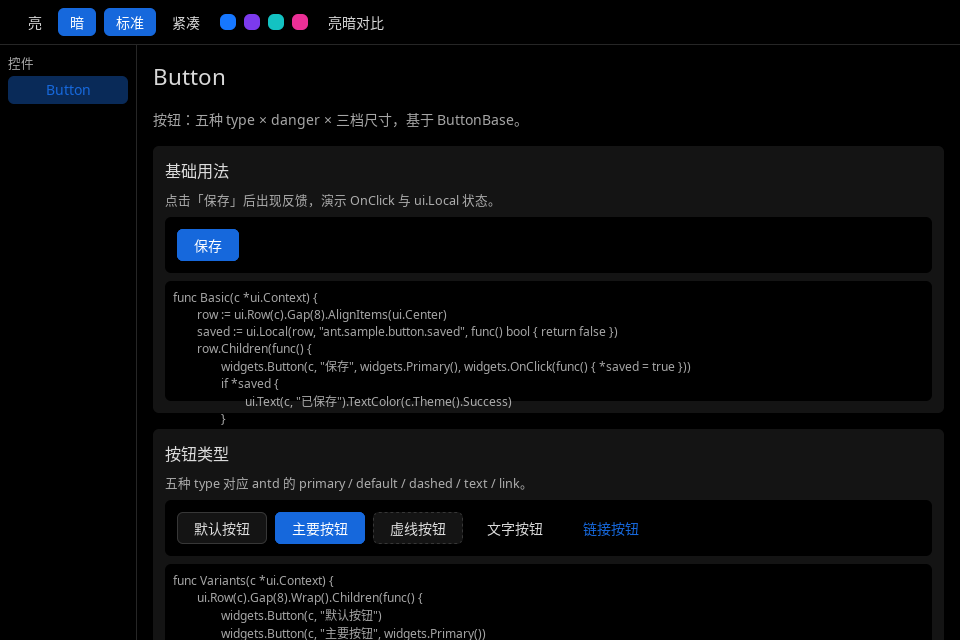 亮 暗 标准 紧凑 亮暗对比
控件
Button
Button
按钮：五种 type × danger × 三档尺寸，基于 ButtonBase。
基础用法
点击「保存」后出现反馈，演示 OnClick 与 ui.Local 状态。
保存
func Basic(c *ui.Context) {
row := ui.Row(c).Gap(8).AlignItems(ui.Center)
saved := ui.Local(row, "ant.sample.button.saved", func() bool { return false })
row.Children(func() {
widgets.Button(c, "保存", widgets.Primary(), widgets.OnClick(func() { *saved = true }))
if *saved {
ui.Text(c, "已保存").TextColor(c.Theme().Success)
}
按钮类型
五种 type 对应 antd 的 primary / default / dashed / text / link。
默认按钮 主要按钮 虚线按钮 文字按钮 链接按钮
func Variants(c *ui.Context) {
ui.Row(c).Gap(8).Wrap().Children(func() {
widgets.Button(c, "默认按钮")
widgets.Button(c, "主要按钮", widgets.Primary())